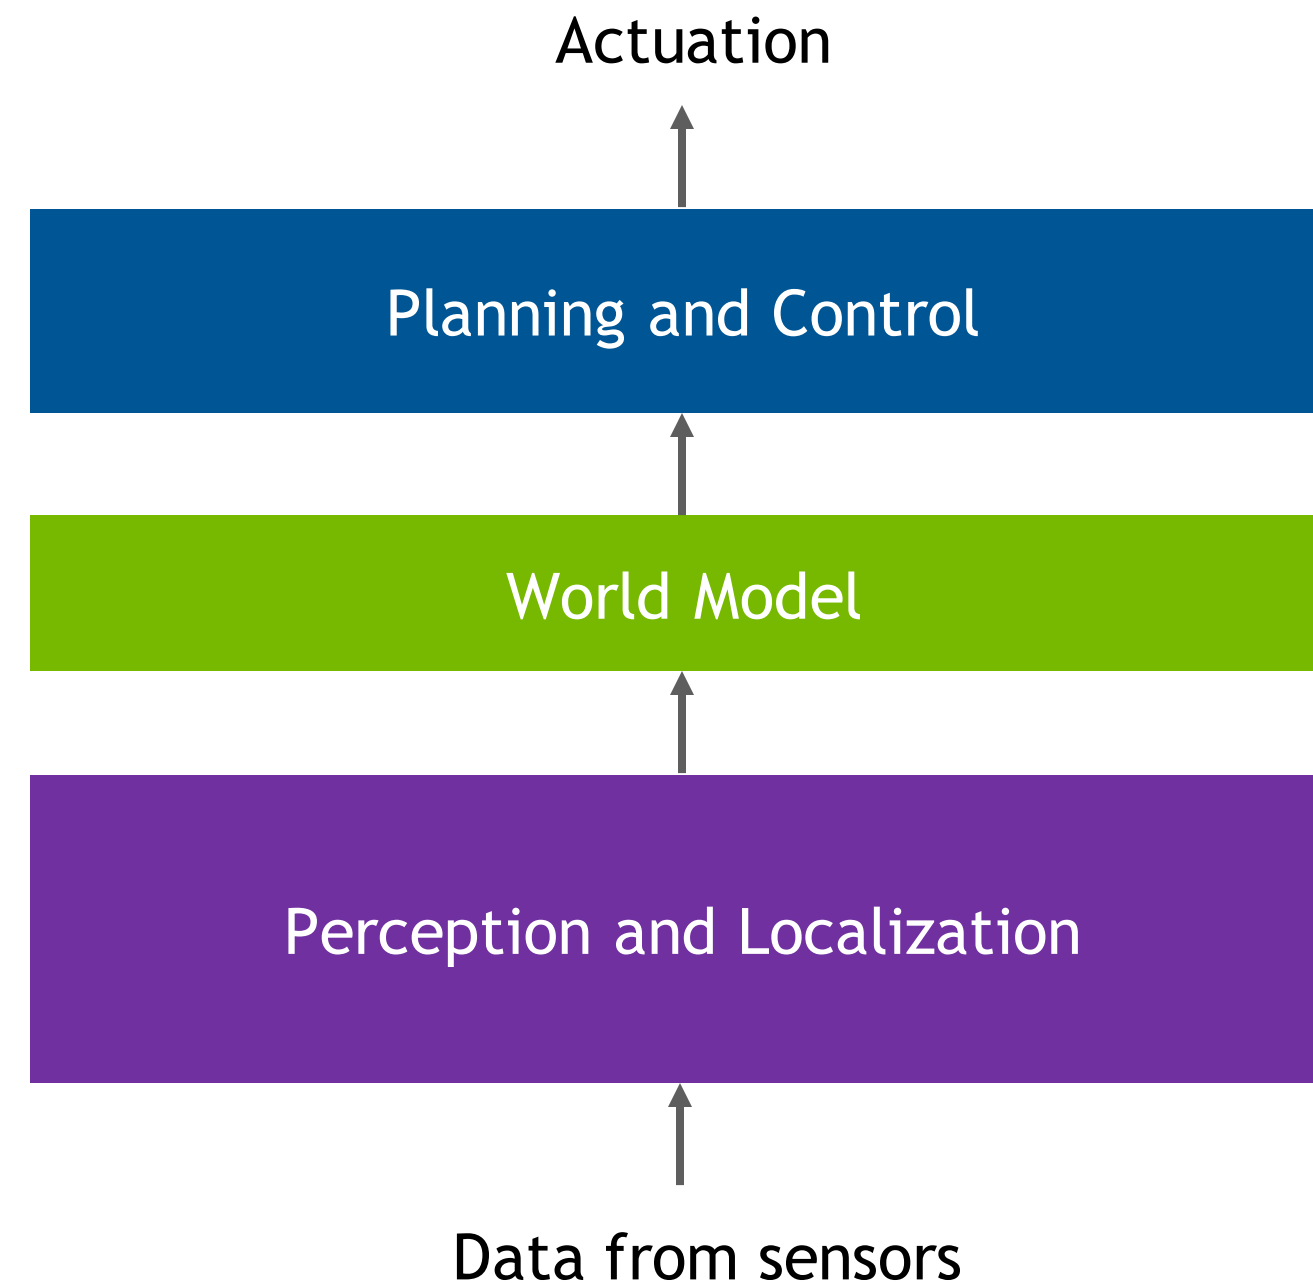 Actuation
Planning and Control
World Model
Perception and Localization
Data from sensors